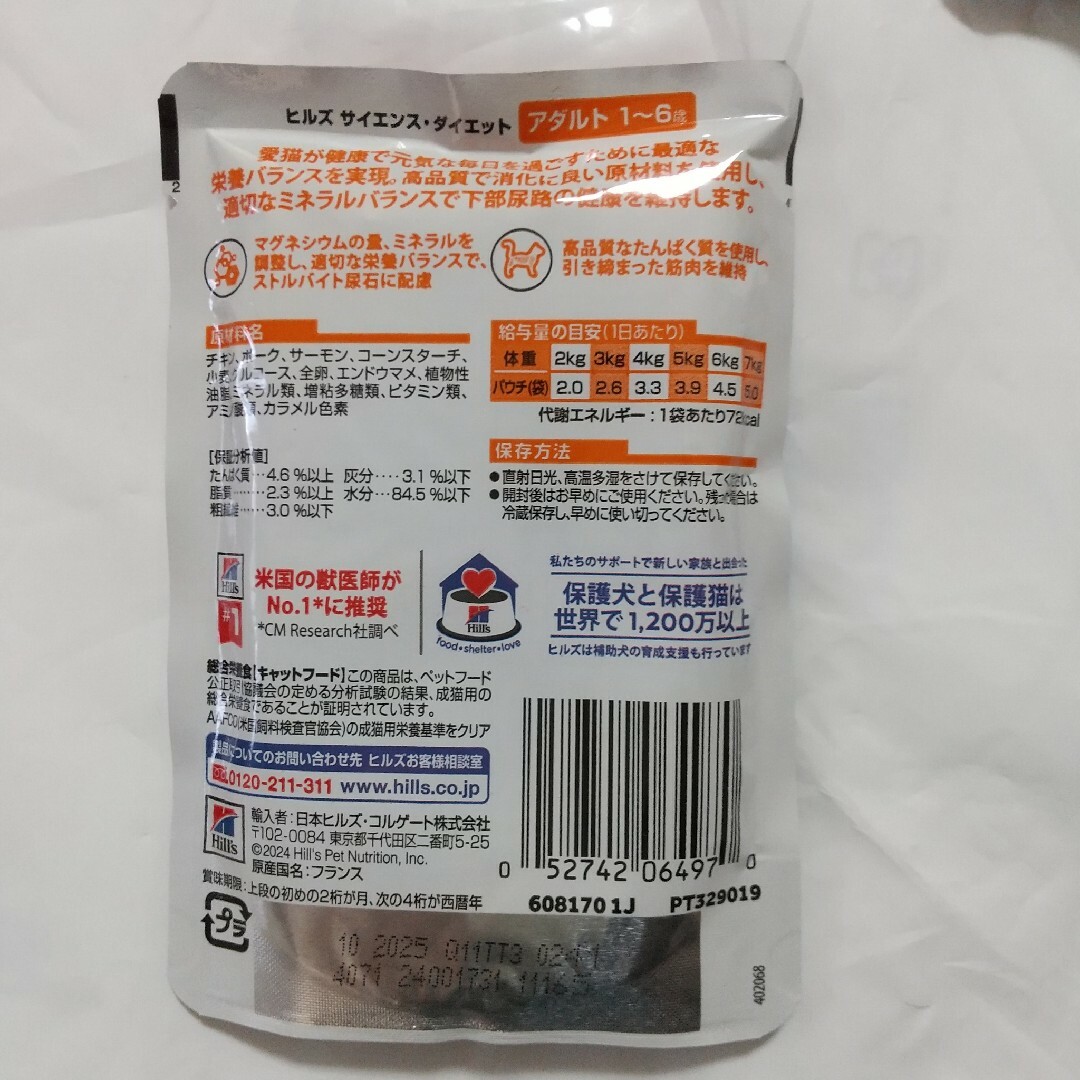 ヒルズ サイエンス・ダイエット アダルト 1～6歳
愛猫が健康で元気な毎日を過ごすために最適な
栄養バランスを実現。高品質で消化に良い原材料を使用し、
適切なミネラルバランスで下部尿路の健康を維持します。
マグネシウムの量、ミネラルを
調整し、適切な栄養バランスで、
ストルバイト尿石に配慮
高品質なたんぱく質を使用し、
引き締まった筋肉を維持
原材料名
チキン、ポーク、サーモン、コーンスターチ、
小麦、グルコース、全卵、エンドウマメ、植物性
油脂、ミネラル類、増粘多糖類、ビタミン類、
アミノ酸類、カラメル色素
[保証分析値]
たんぱく質…4.6%以上 灰分‥‥3.1%以下
脂質……2.3%以上 水分…84.5%以下
粗繊維……3.0%以下
給与量の目安(1日あたり)
体重 2kg 3kg 4kg 5kg 6kg 7kg
パウチ(袋) 2.0 2.6 3.3 3.9 4.5 5.0
代謝エネルギー：1袋あたり72kcal
保存方法
●直射日光、高温多湿をさけて保存してください。
●開封後はお早めにご使用ください。残った場合は
冷蔵保存し、早めに使い切ってください。
Hill's
#1
米国の獣医師が
No.1*に推奨
*CM Research社調べ
Hill's
food・shelter・love
私たちのサポートで新しい家族と出会った
保護犬と保護猫は
世界で1,200万以上
ヒルズは補助犬の育成支援も行っています
総合栄養食【キャットフード】この商品は、ペットフード
公正取引協議会の定める分析試験の結果、成猫用の
総合栄養食であることが証明されています。
AAFCO(米国飼料検査官協会)の成猫用栄養基準をクリア
製品についてのお問い合わせ先 ヒルズお客様相談室
0120-211-311 www.hills.co.jp
Hill's
輸入者：日本ヒルズ・コルゲート株式会社
〒102-0084 東京都千代田区二番町5-25
©2024 Hill's Pet Nutrition, Inc.
原産国名：フランス
賞味期限：上段の初めの2桁が月、次の4桁が西暦年
プラ
0 52742 06497 0
6081701J PT329019
10 2025 Q11TT3
4071 24001731
402068
2